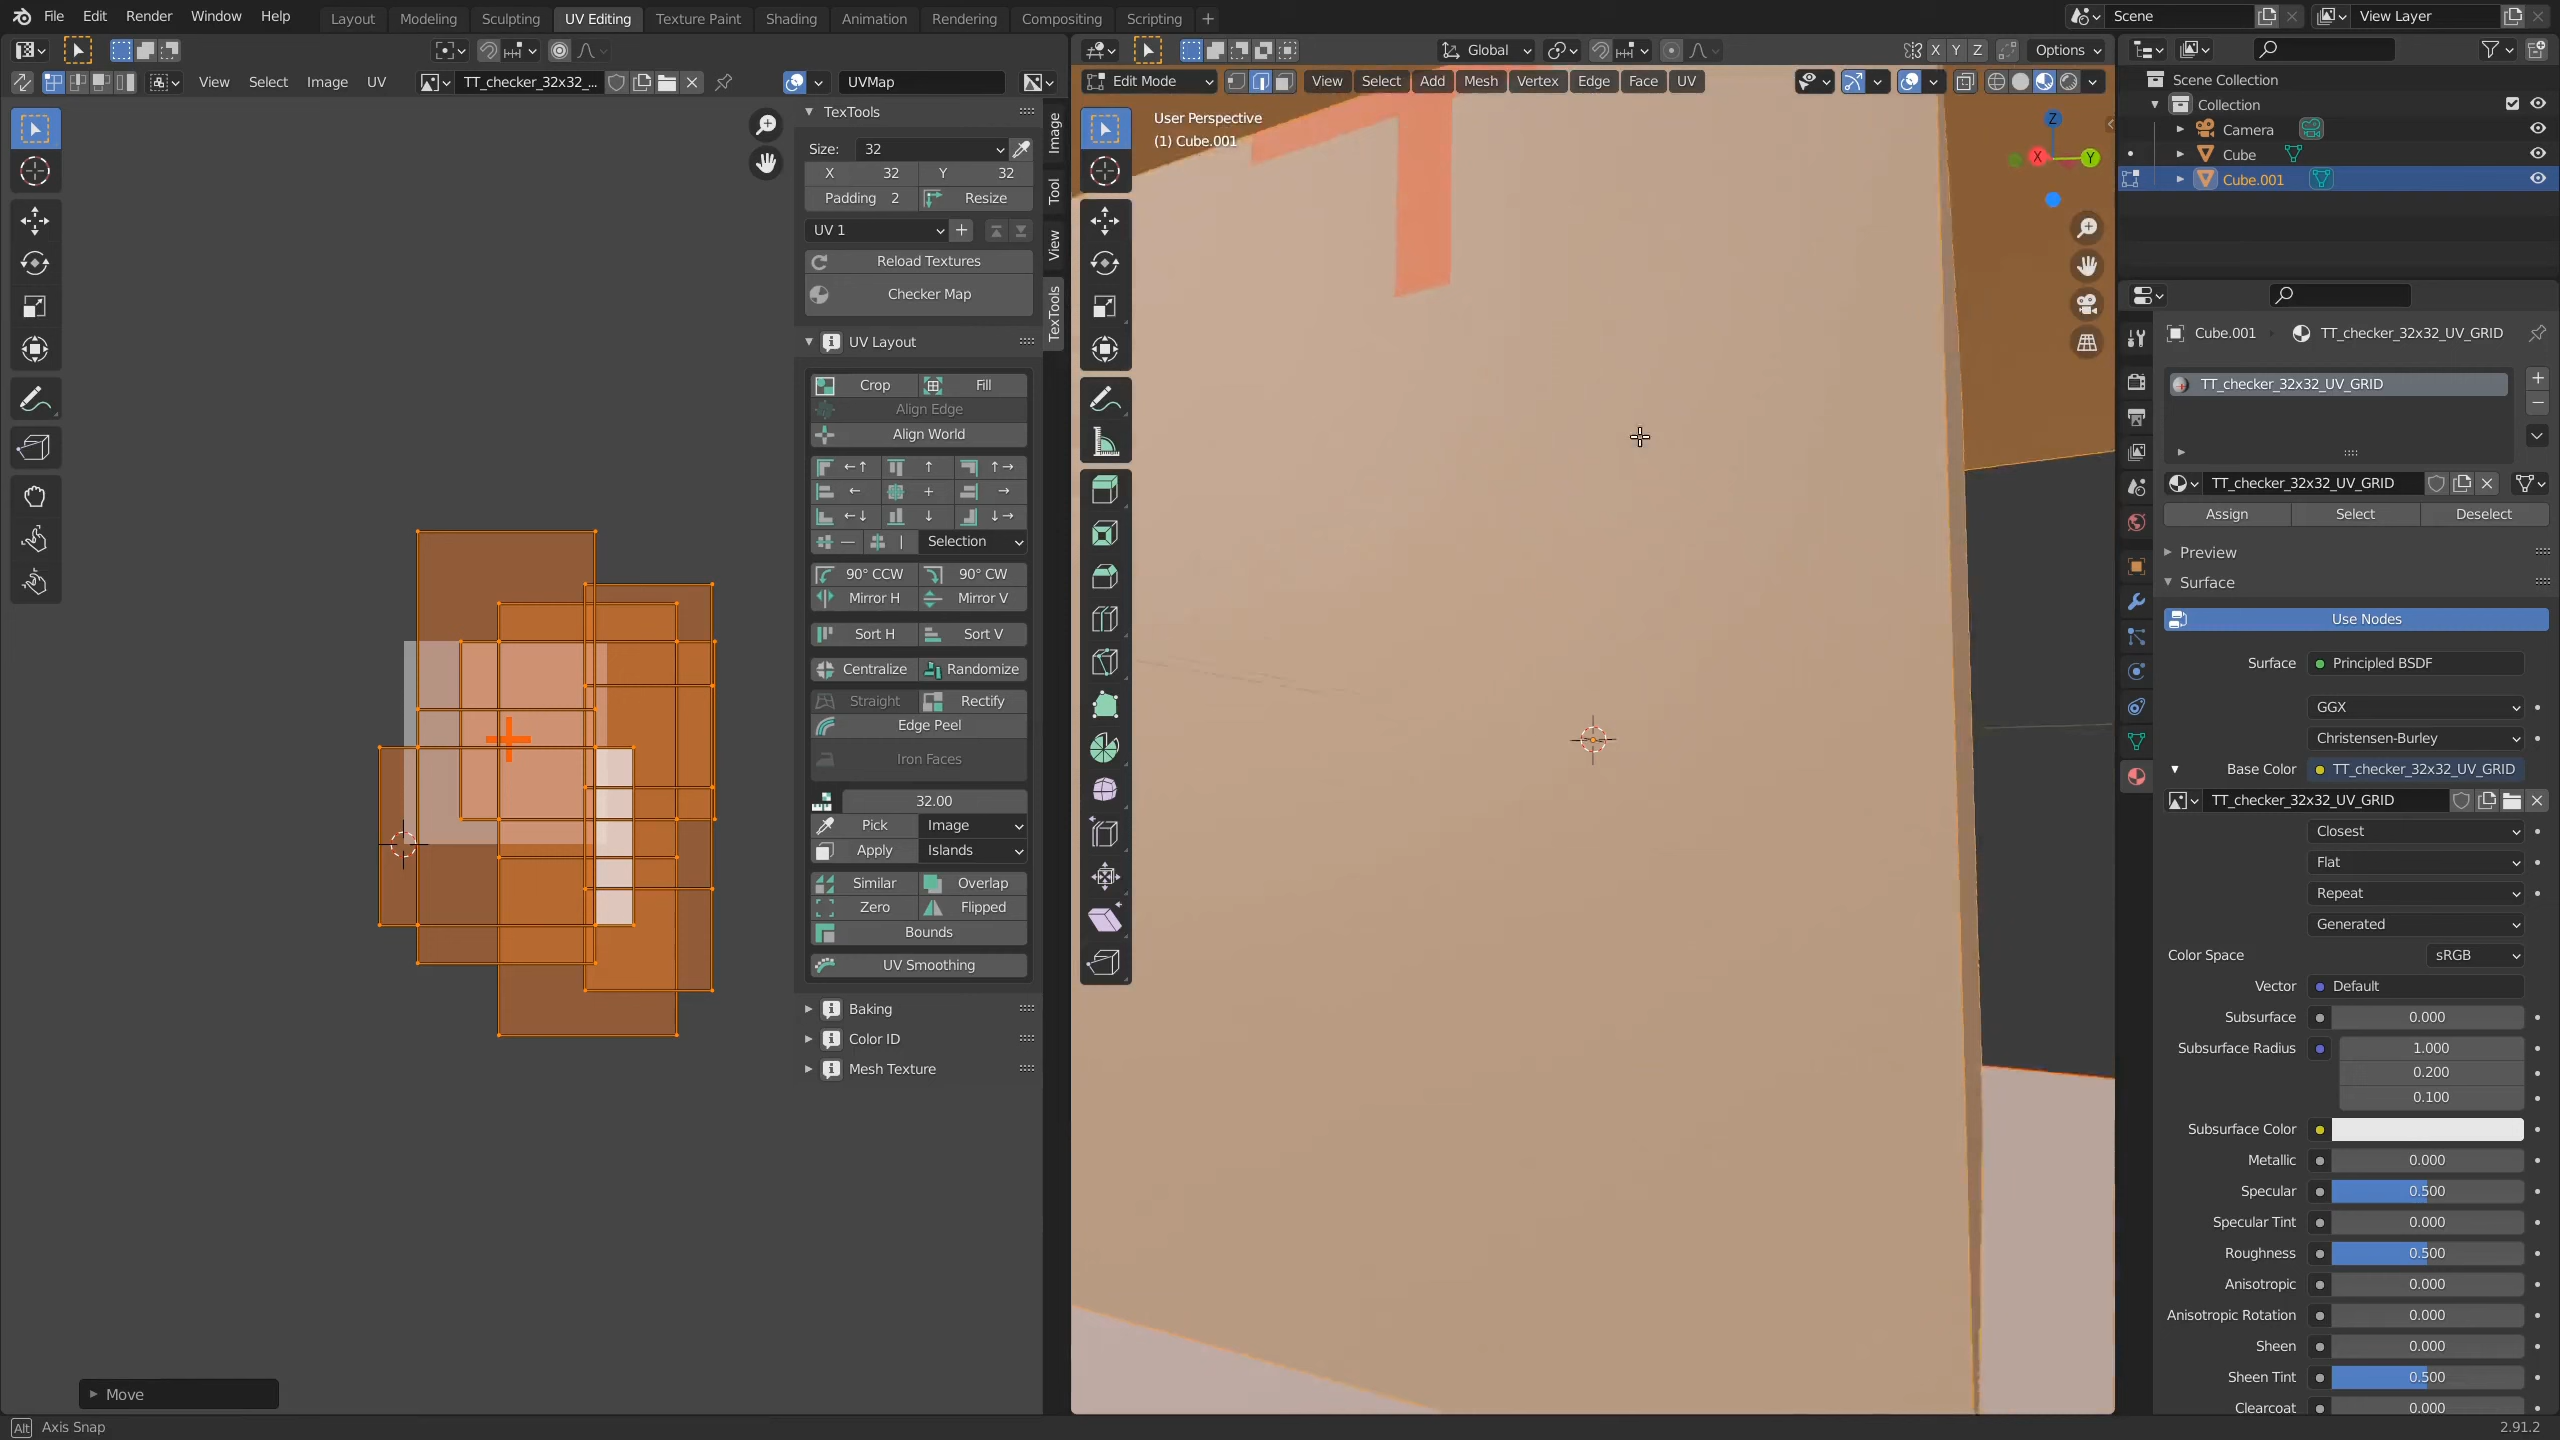 File Edit Render Window Help Layout Modeling Sculpting UV Editing Texture Paint Shading Animation Rendering Compositing Scripting + Scene View Layer
View Select Image UV TT_checker_32x32_... UVMap
TexTools
Size: 32
X 32 Y 32
Padding 2 Resize
UV 1
Reload Textures
Checker Map
UV Layout
Crop Fill
Align Edge
Align World
←↑ ↑ ↑→
← + →
←↓ ↓ ↓→
— | Selection
90° CCW 90° CW
Mirror H Mirror V
Sort H Sort V
Centralize Randomize
Straight Rectify
Edge Peel
Iron Faces
32.00
Pick Image
Apply Islands
Similar Overlap
Zero Flipped
Bounds
UV Smoothing
Baking
Color ID
Mesh Texture
Image
Tool
View
TexTools
Move
Alt Axis Snap
Global X Y Z Options
Edit Mode View Select Add Mesh Vertex Edge Face UV
User Perspective
(1) Cube.001
Z
X Y
Scene Collection
Collection
Camera
Cube
Cube.001
Cube.001 TT_checker_32x32_UV_GRID
TT_checker_32x32_UV_GRID
TT_checker_32x32_UV_GRID
Assign Select Deselect
Preview
Surface
Use Nodes
Surface Principled BSDF
GGX
Christensen-Burley
Base Color TT_checker_32x32_UV_GRID
TT_checker_32x32_UV_GRID
Closest
Flat
Repeat
Generated
Color Space sRGB
Vector Default
Subsurface 0.000
Subsurface Radius 1.000
0.200
0.100
Subsurface Color
Metallic 0.000
Specular 0.500
Specular Tint 0.000
Roughness 0.500
Anisotropic 0.000
Anisotropic Rotation 0.000
Sheen 0.000
Sheen Tint 0.500
Clearcoat 0.000
2.91.2